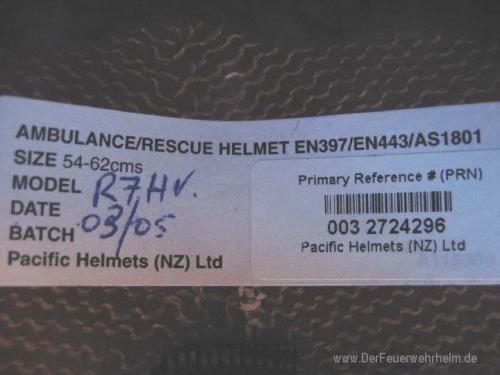 AMBULANCE/RESCUE HELMET EN397/EN443/AS1801
SIZE 54-62cms
MODEL R7HV.
DATE 03/05
BATCH
Pacific Helmets (NZ) Ltd
Primary Reference # (PRN)
003 2724296
Pacific Helmets (NZ) Ltd
www.DerFeuerwehrhelm.de